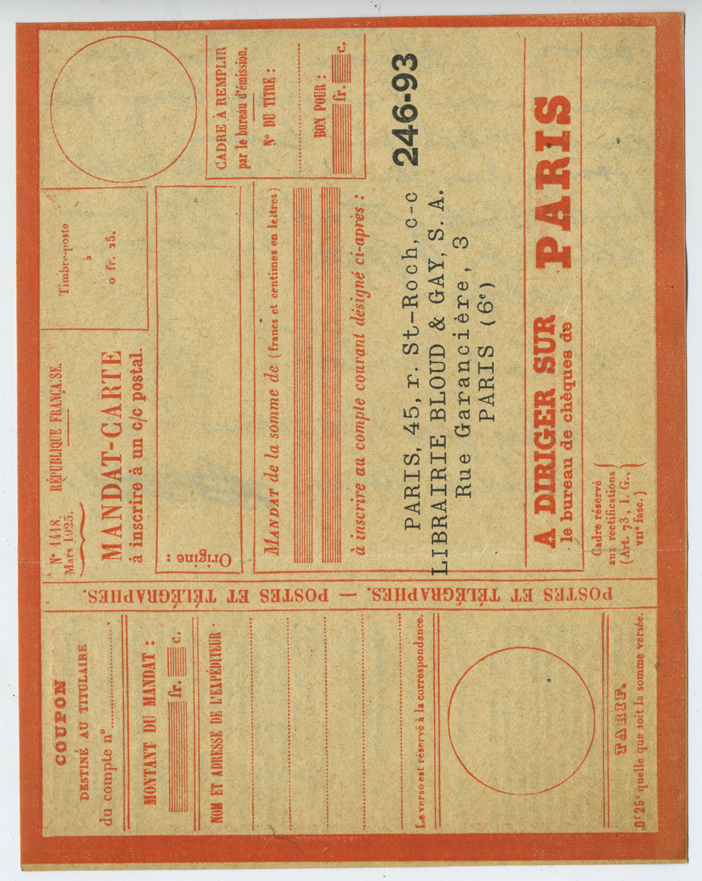 COUPON
DESTINÉ AU TITULAIRE
du compte n°
MONTANT DU MANDAT :
fr. c.
NOM ET ADRESSE DE L'EXPÉDITEUR
Le verso est réservé à la correspondance.
TARIF.
0f 25c quelle que soit la somme versée.
POSTES ET TÉLÉGRAPHES. — POSTES ET TÉLÉGRAPHES.
N° 1418
Mars 1925.
RÉPUBLIQUE FRANÇAISE.
MANDAT-CARTE
à inscrire à un c/c postal.
Timbre-poste
à
0 fr. 25.
Origine :
CADRE À REMPLIR
par le bureau d'émission.
N° DU TITRE :
BON POUR :
fr. c.
MANDAT de la somme de (francs et centimes en lettres)
à inscrire au compte courant désigné ci-après :
PARIS, 45, r. St-Roch, c-c 246-93
LIBRAIRIE BLOUD & GAY, S. A.
Rue Garancière, 3
PARIS (6e)
A DIRIGER SUR
le bureau de chèques de PARIS
Cadre réservé
aux rectifications
(Art. 73, I. G.,
VIIe fasc.)